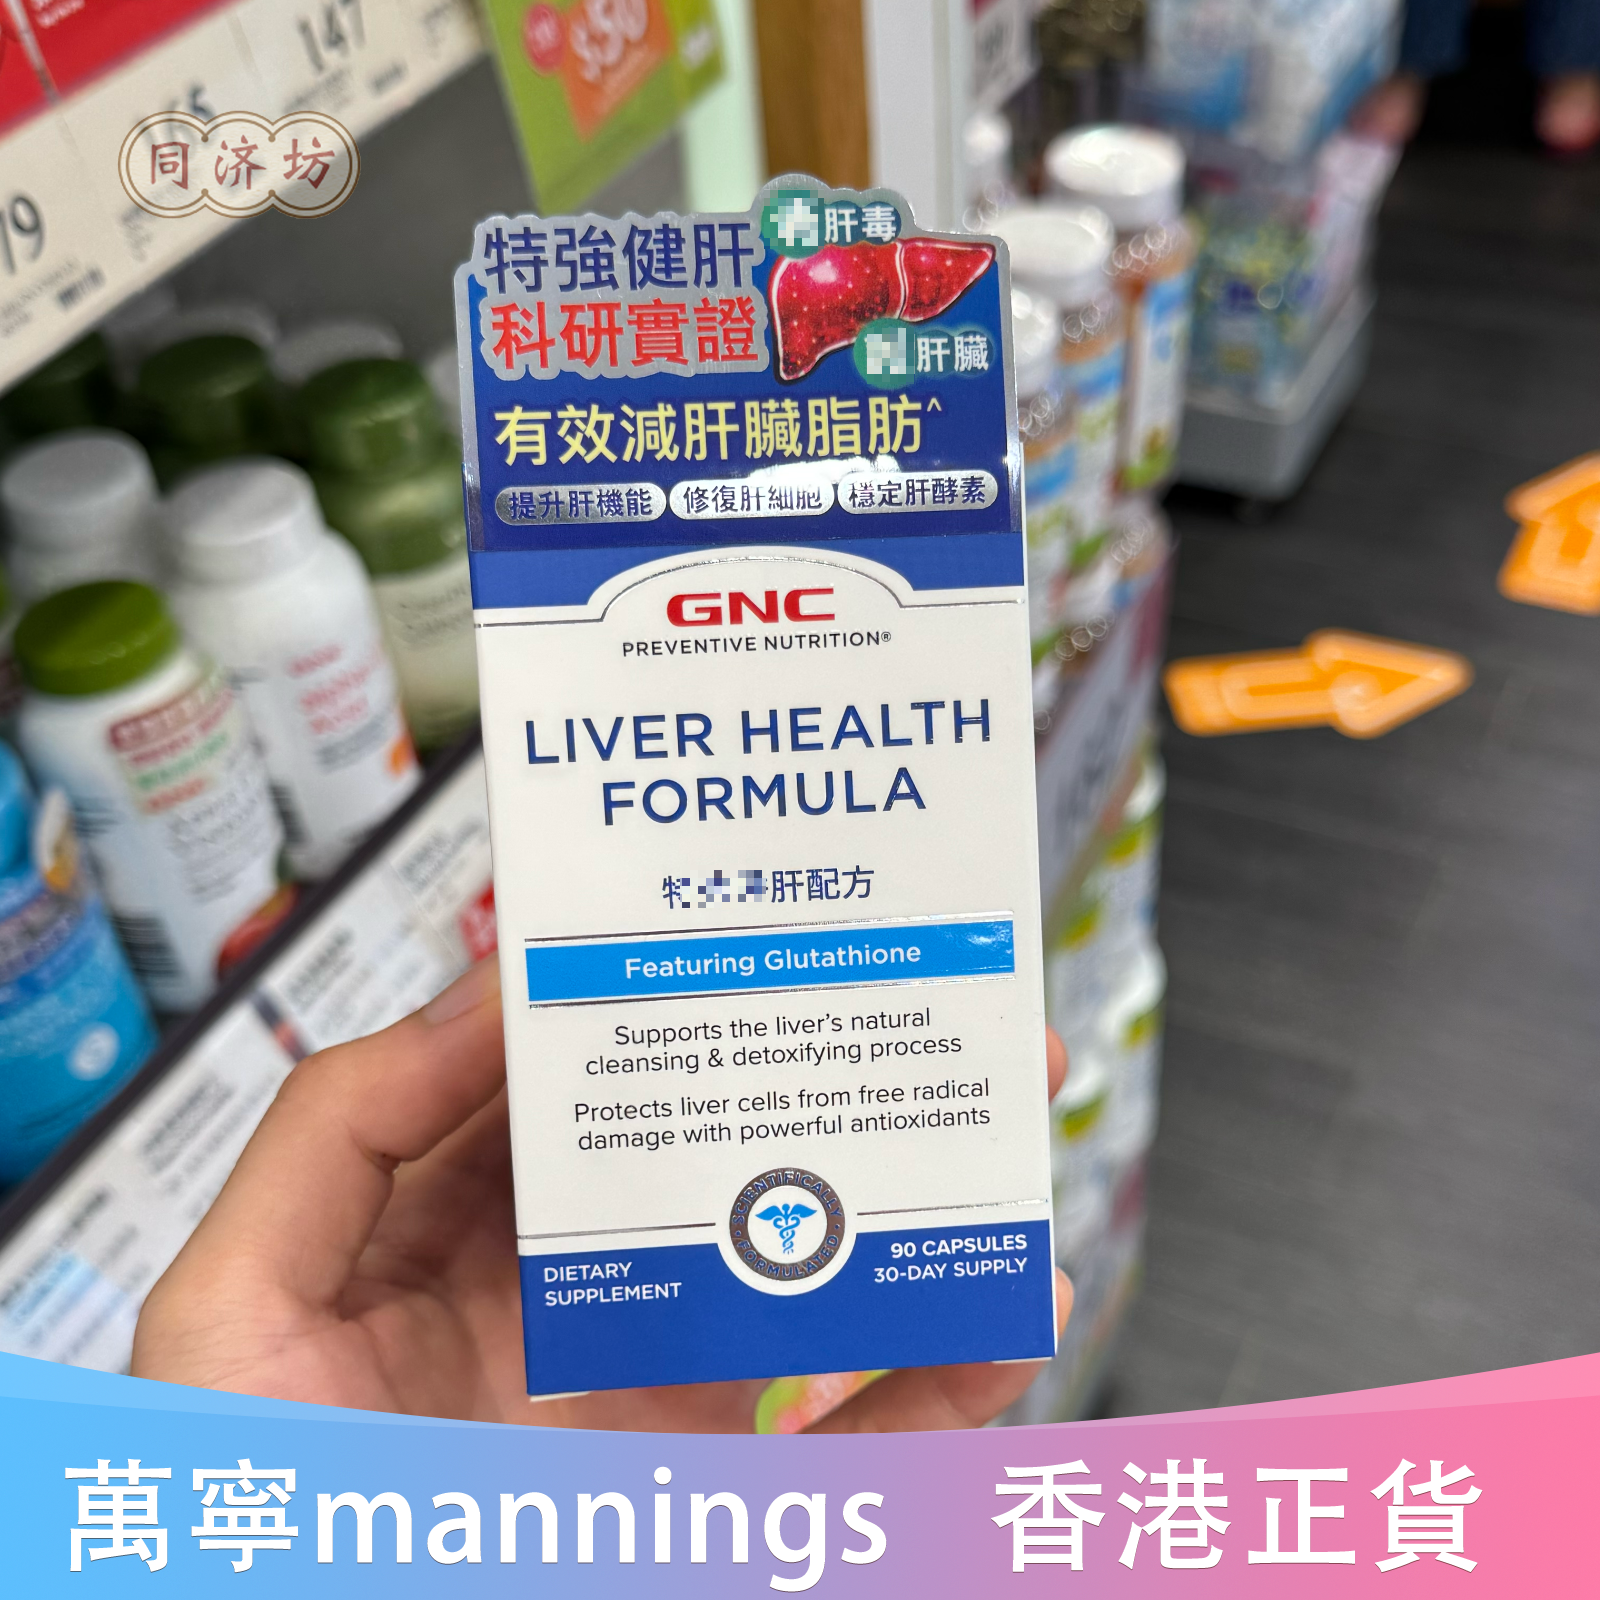 147
79
$50
同济坊
肝毒
特強健肝
科研實證
肝臟
有效減肝臟脂肪^
提升肝機能 修復肝細胞 穩定肝酵素
GNC
PREVENTIVE NUTRITION®
LIVER HEALTH
FORMULA
肝配方
Featuring Glutathione
Supports the liver's natural
cleansing & detoxifying process
Protects liver cells from free radical
damage with powerful antioxidants
SCIENTIFICALLY
FORMULATED
DIETARY
SUPPLEMENT
90 CAPSULES
30-DAY SUPPLY
萬寧mannings 香港正貨